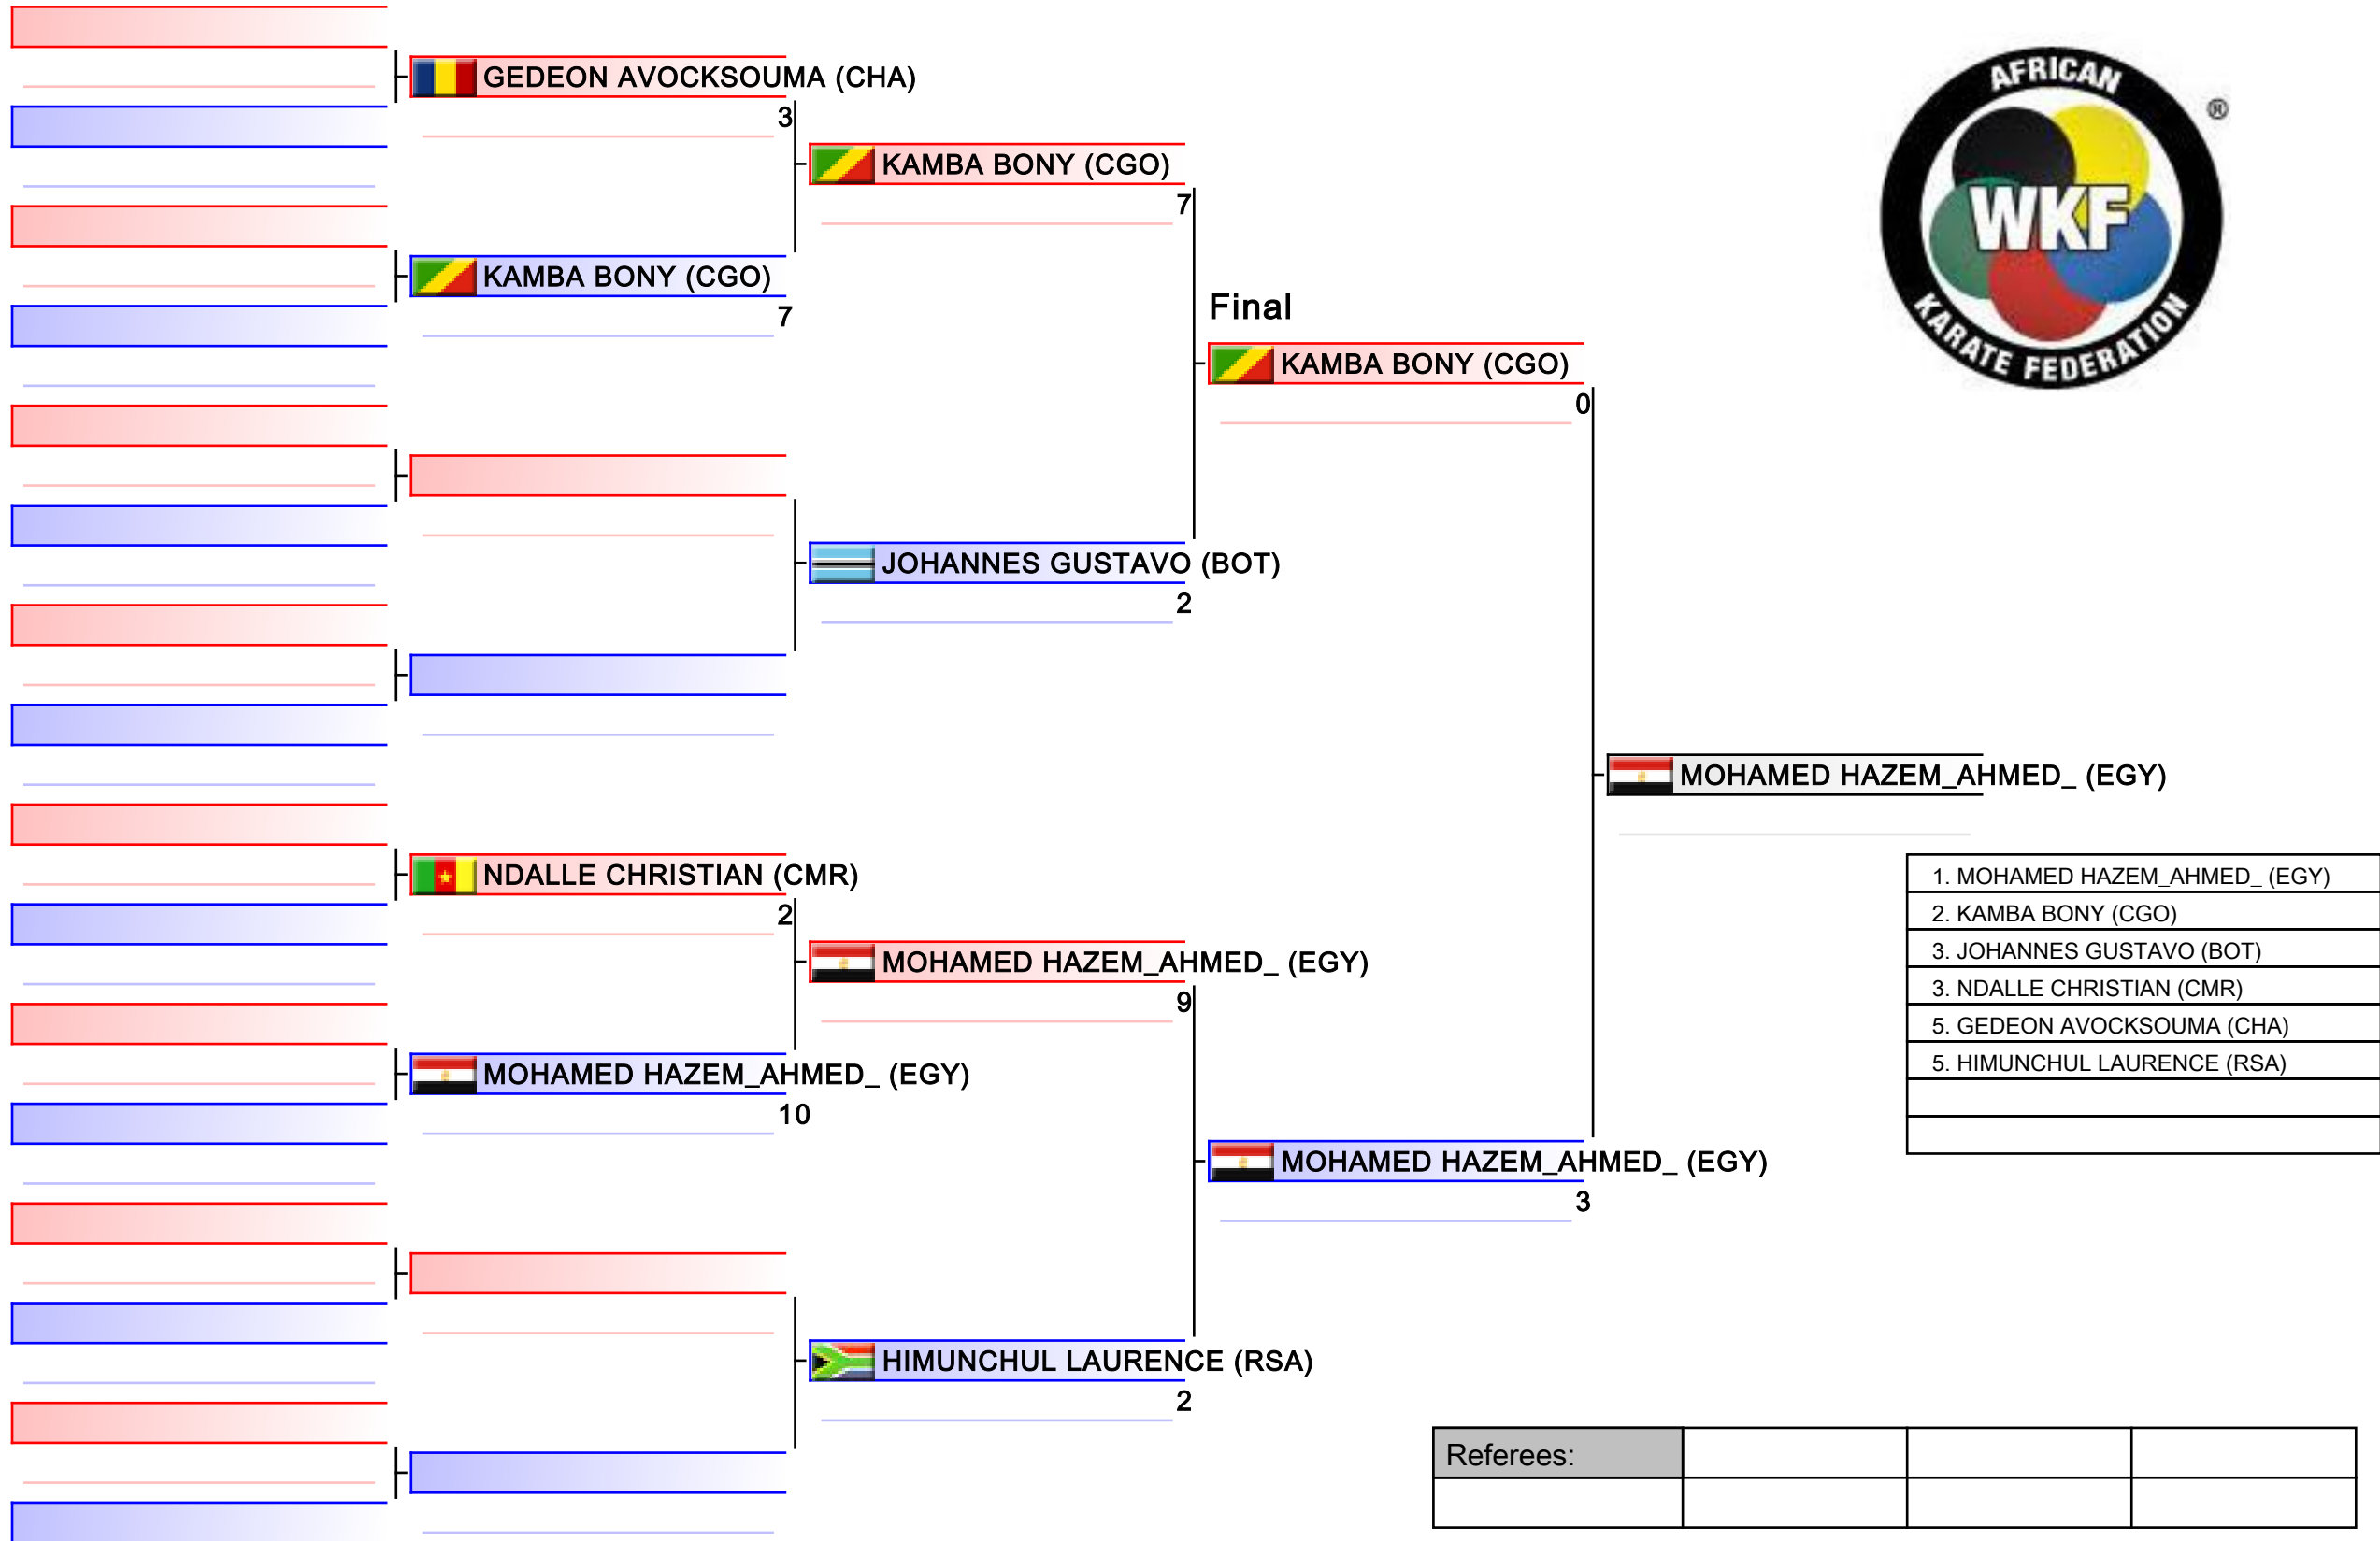 AFRICAN
®
WKF
KARATE FEDERATION
GEDEON AVOCKSOUMA (CHA)
3
KAMBA BONY (CGO)
7
KAMBA BONY (CGO)
7
Final
KAMBA BONY (CGO)
0
JOHANNES GUSTAVO (BOT)
2
MOHAMED HAZEM_AHMED_ (EGY)
NDALLE CHRISTIAN (CMR)
2
MOHAMED HAZEM_AHMED_ (EGY)
9
MOHAMED HAZEM_AHMED_ (EGY)
10
MOHAMED HAZEM_AHMED_ (EGY)
3
HIMUNCHUL LAURENCE (RSA)
2
1. MOHAMED HAZEM_AHMED_ (EGY)
2. KAMBA BONY (CGO)
3. JOHANNES GUSTAVO (BOT)
3. NDALLE CHRISTIAN (CMR)
5. GEDEON AVOCKSOUMA (CHA)
5. HIMUNCHUL LAURENCE (RSA)
Referees: